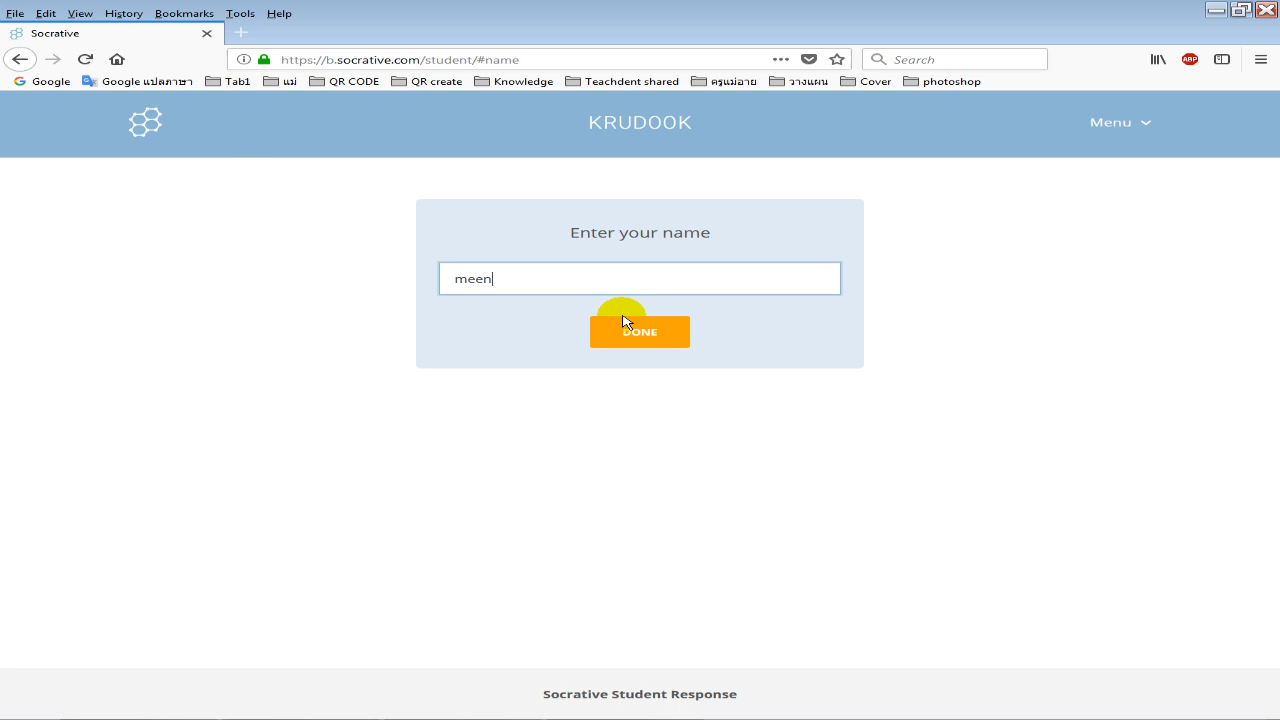 File Edit View History Bookmarks Tools Help
Socrative
https://b.socrative.com/student/#name
Search
Google Google แปลภาษา Tab1 แม่ QR CODE QR create Knowledge Teachdent shared ครูแม่อาย วางแผน Cover photoshop
KRUDOOK
Menu
Enter your name
meen
DONE
Socrative Student Response